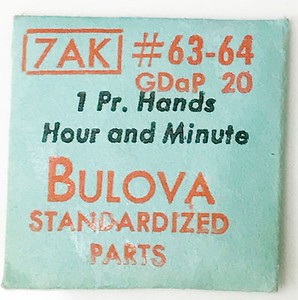 7AK #63-64
GDaP 20
1 Pr. Hands
Hour and Minute
BULOVA
STANDARDIZED
PARTS